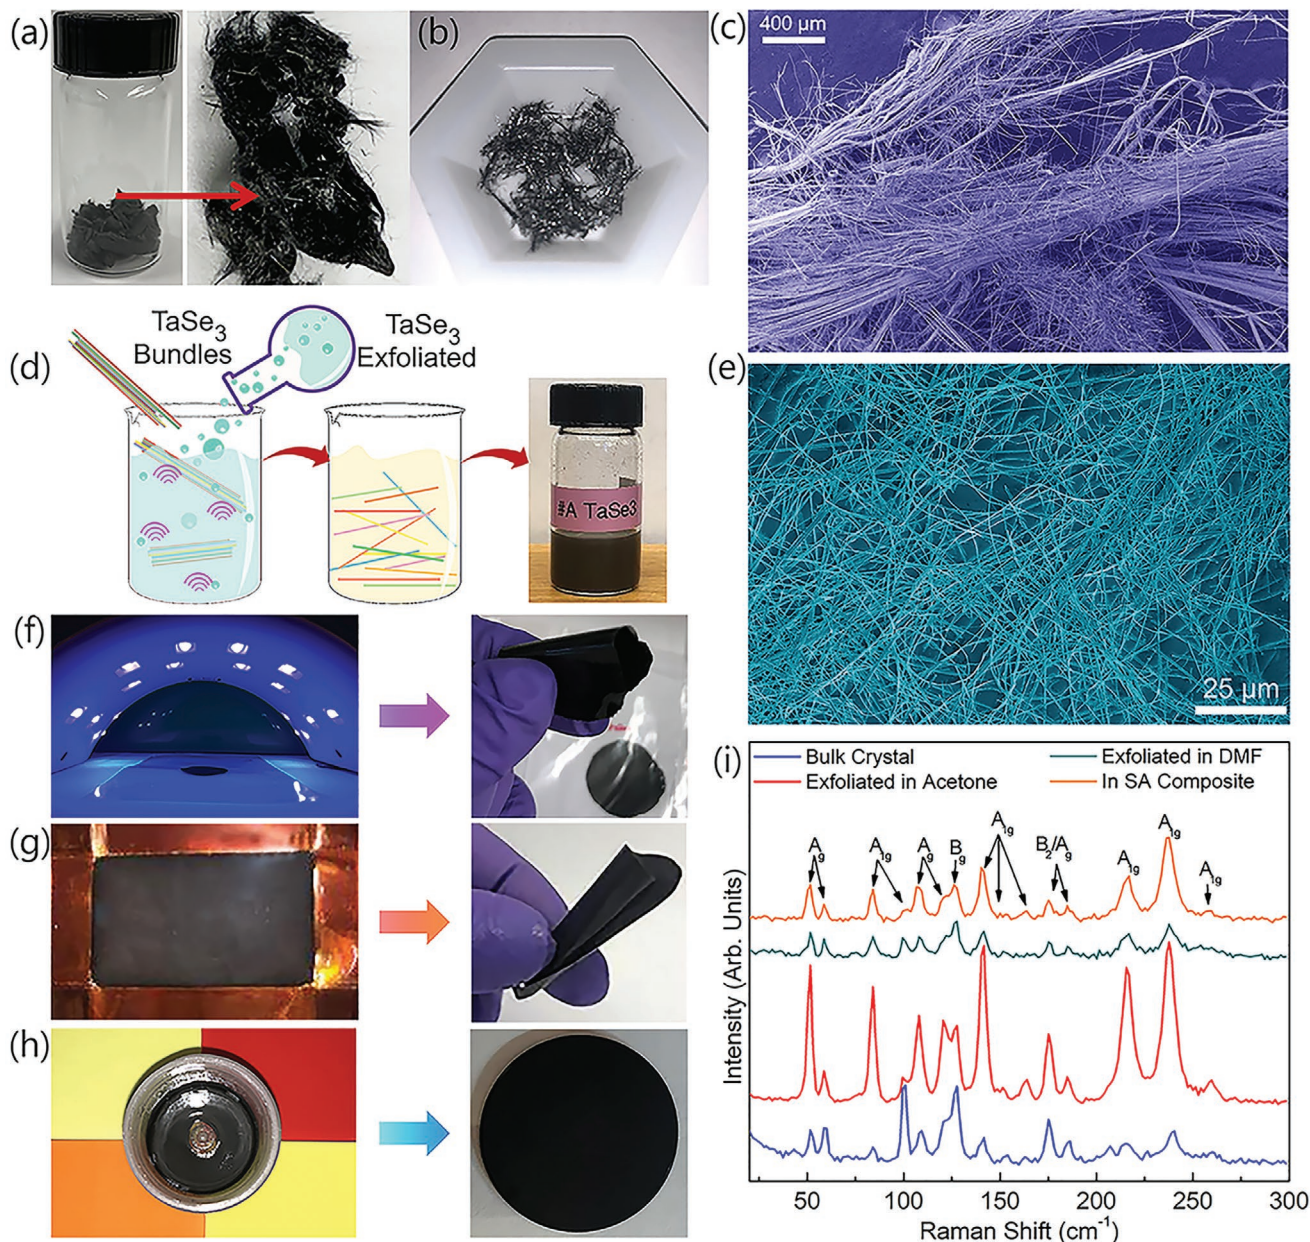 (a)
(b)
(c)
400 µm
TaSe₃
Bundles
TaSe₃
Exfoliated
(d)
#A TaSe3
(e)
25 µm
(f)
(g)
(h)
(i)
Bulk Crystal
Exfoliated in DMF
Exfoliated in Acetone
In SA Composite
A₁g
A₁g
Ag
A₁g
Ag
Bg
B₂/Ag
A₁g
A₁g
Intensity (Arb. Units)
50
100
150
200
250
300
Raman Shift (cm⁻¹)